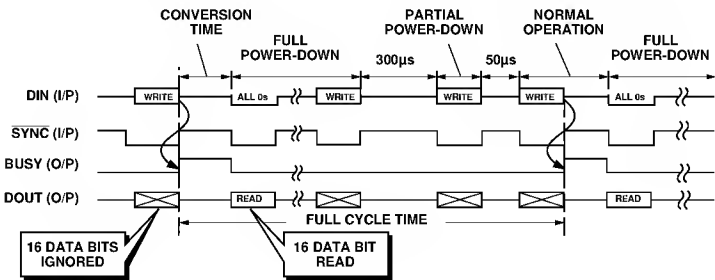 CONVERSION TIME
FULL POWER-DOWN
300µs
PARTIAL POWER-DOWN
50µs
NORMAL OPERATION
FULL POWER-DOWN
DIN (I/P)
WRITE
ALL 0s
WRITE
WRITE
WRITE
ALL 0s
SYNC (I/P)
BUSY (O/P)
DOUT (O/P)
READ
READ
FULL CYCLE TIME
16 DATA BITS IGNORED
16 DATA BIT READ